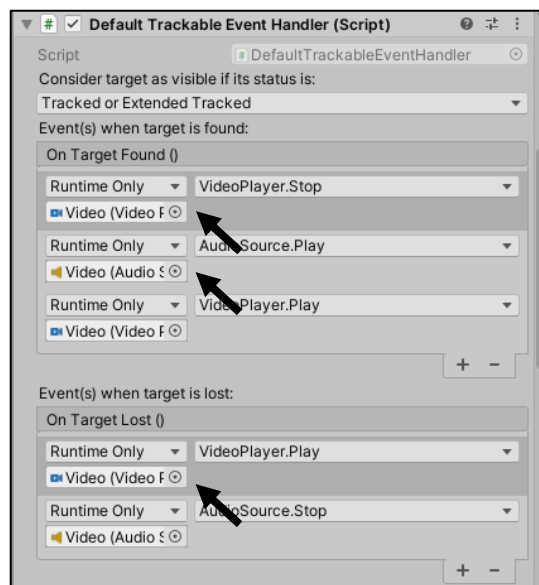 Default Trackable Event Handler (Script)
Script DefaultTrackableEventHandler
Consider target as visible if its status is:
Tracked or Extended Tracked
Event(s) when target is found:
On Target Found ()
Runtime Only VideoPlayer.Stop
Video (Video
Runtime Only AudioSource.Play
Video (Audio
Runtime Only VideoPlayer.Play
Video (Video
+ −
Event(s) when target is lost:
On Target Lost ()
Runtime Only VideoPlayer.Play
Video (Video
Runtime Only AudioSource.Stop
Video (Audio
+ −